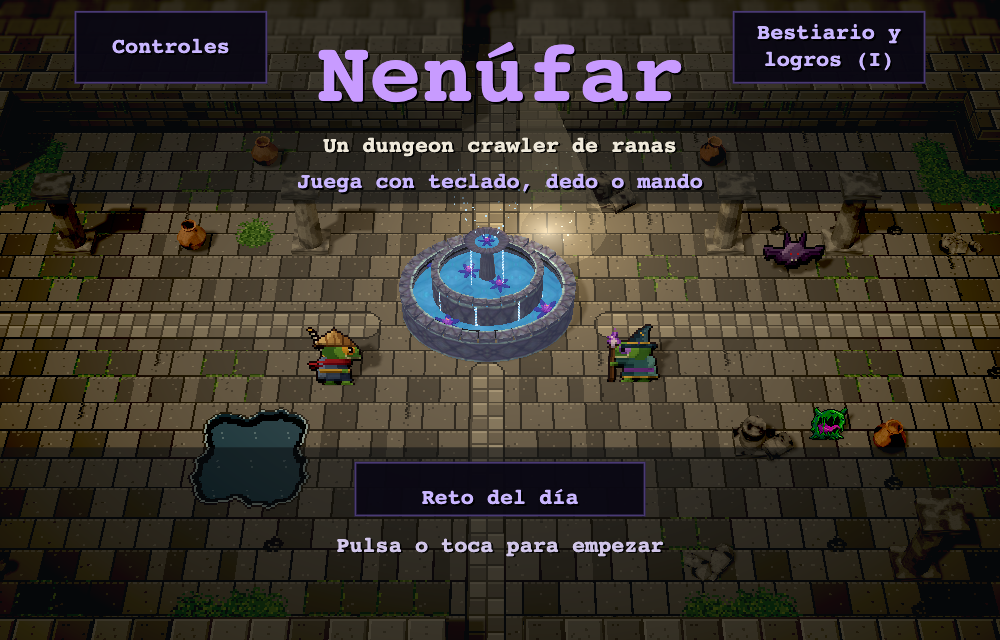 Controles
Nenúfar
Bestiario y
logros (I)
Un dungeon crawler de ranas
Juega con teclado, dedo o mando
Reto del día
Pulsa o toca para empezar